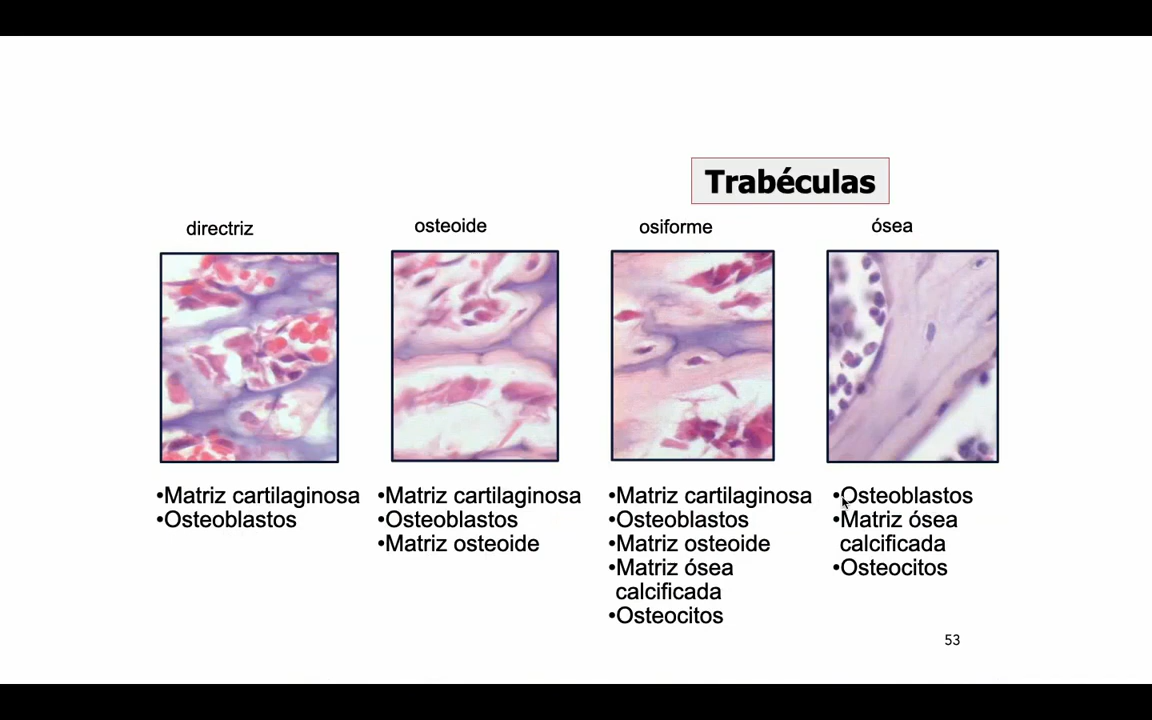 Trabéculas
directriz
osteoide
osiforme
ósea
•Matriz cartilaginosa
•Osteoblastos
•Matriz cartilaginosa
•Osteoblastos
•Matriz osteoide
•Matriz cartilaginosa
•Osteoblastos
•Matriz osteoide
•Matriz ósea
calcificada
•Osteocitos
•Osteoblastos
•Matriz ósea
calcificada
•Osteocitos
53